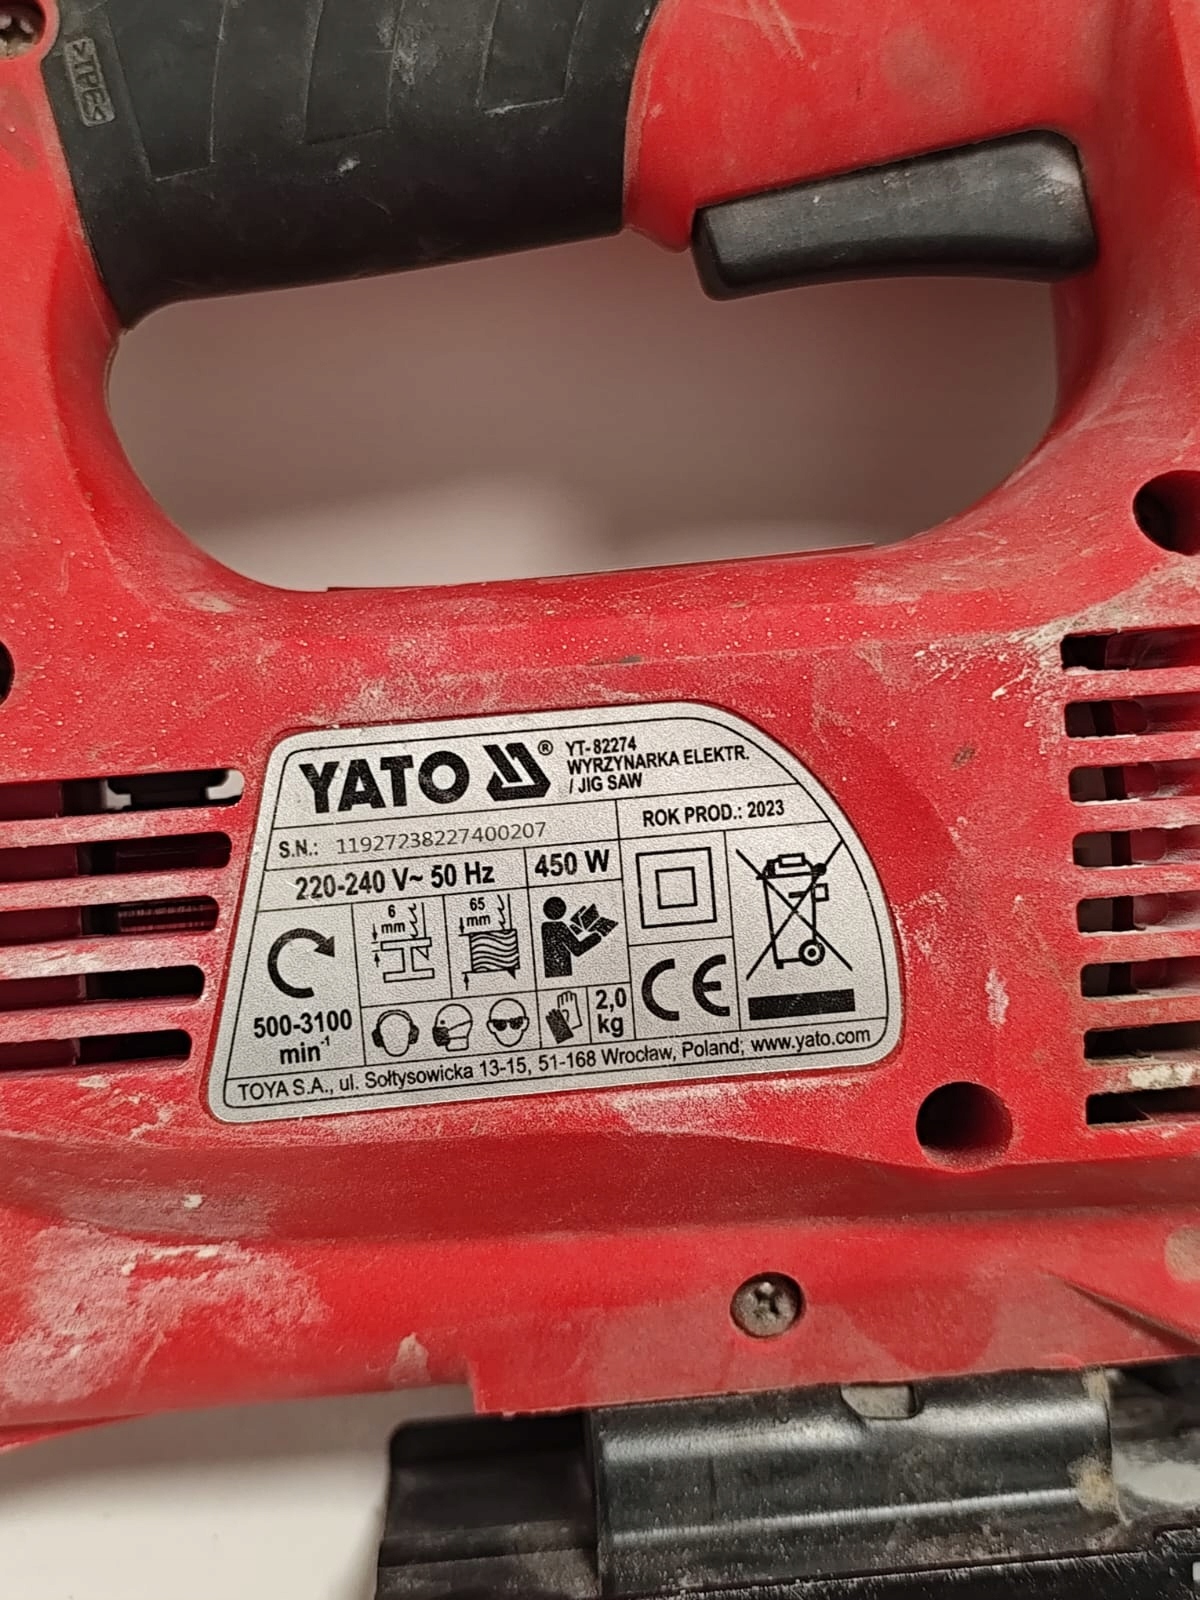 >TPE<
YATO ®
YT-82274
WYRZYNARKA ELEKTR.
/ JIG SAW
S.N.: 11927238227400207
ROK PROD.: 2023
220-240 V~ 50 Hz
450 W
6
mm
65
mm
500-3100
min-1
2,0
kg
CE
TOYA S.A., ul. Sołtysowicka 13-15, 51-168 Wrocław, Poland; www.yato.com